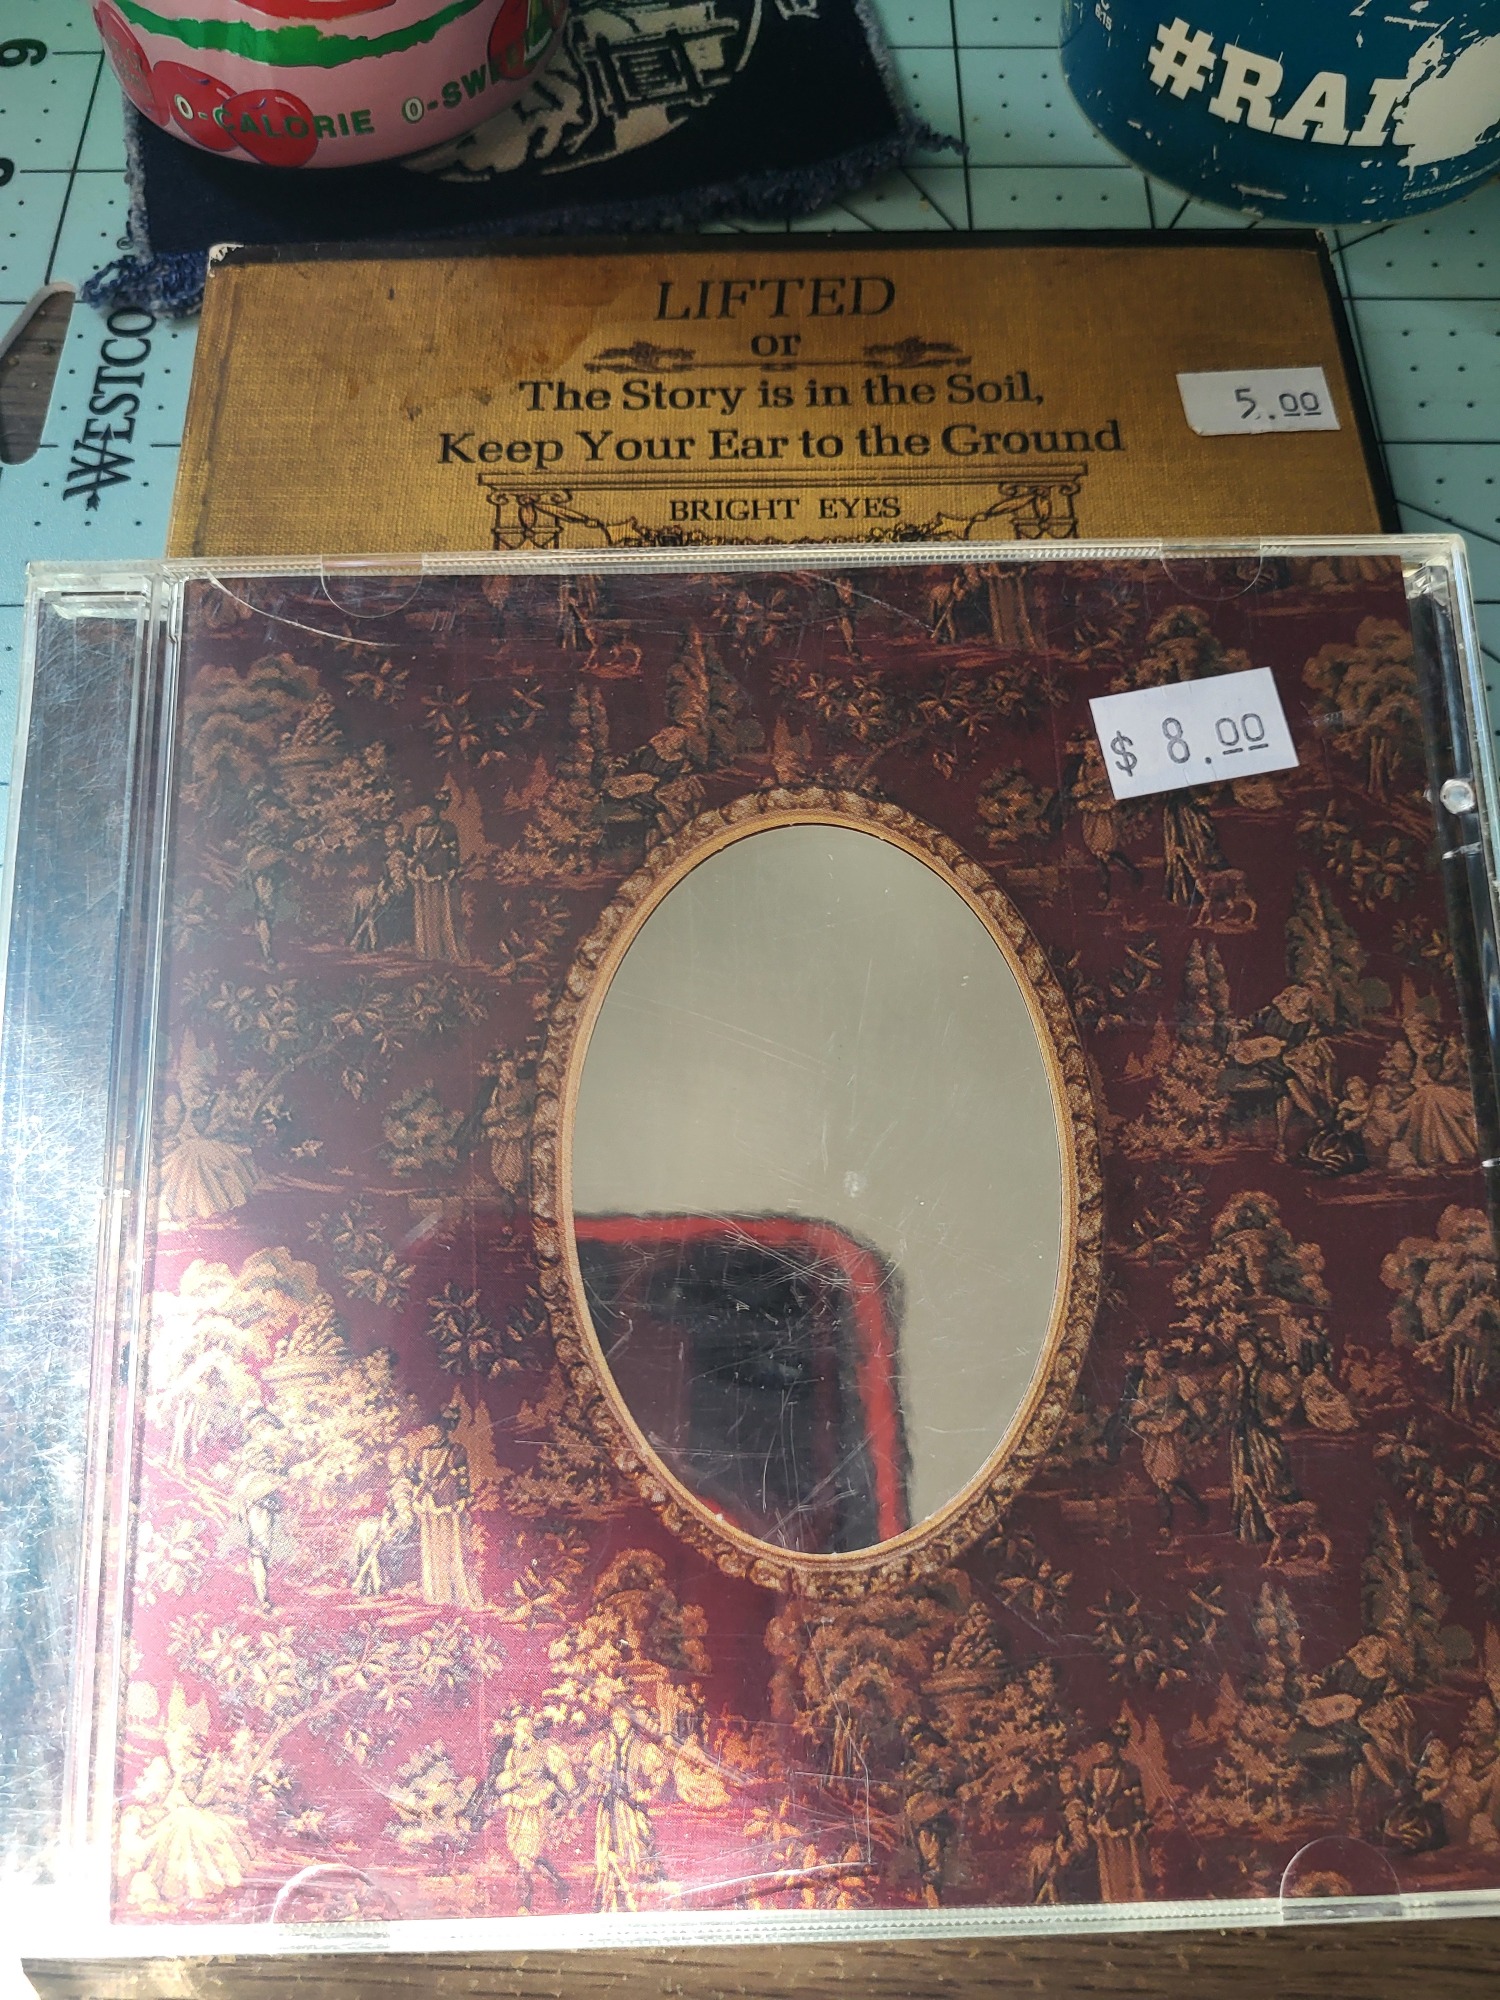 0-CALORIE 0-SWE
#RAI
WESTCO
LIFTED
or
The Story is in the Soil,
Keep Your Ear to the Ground
BRIGHT EYES
5.00
$ 8.00